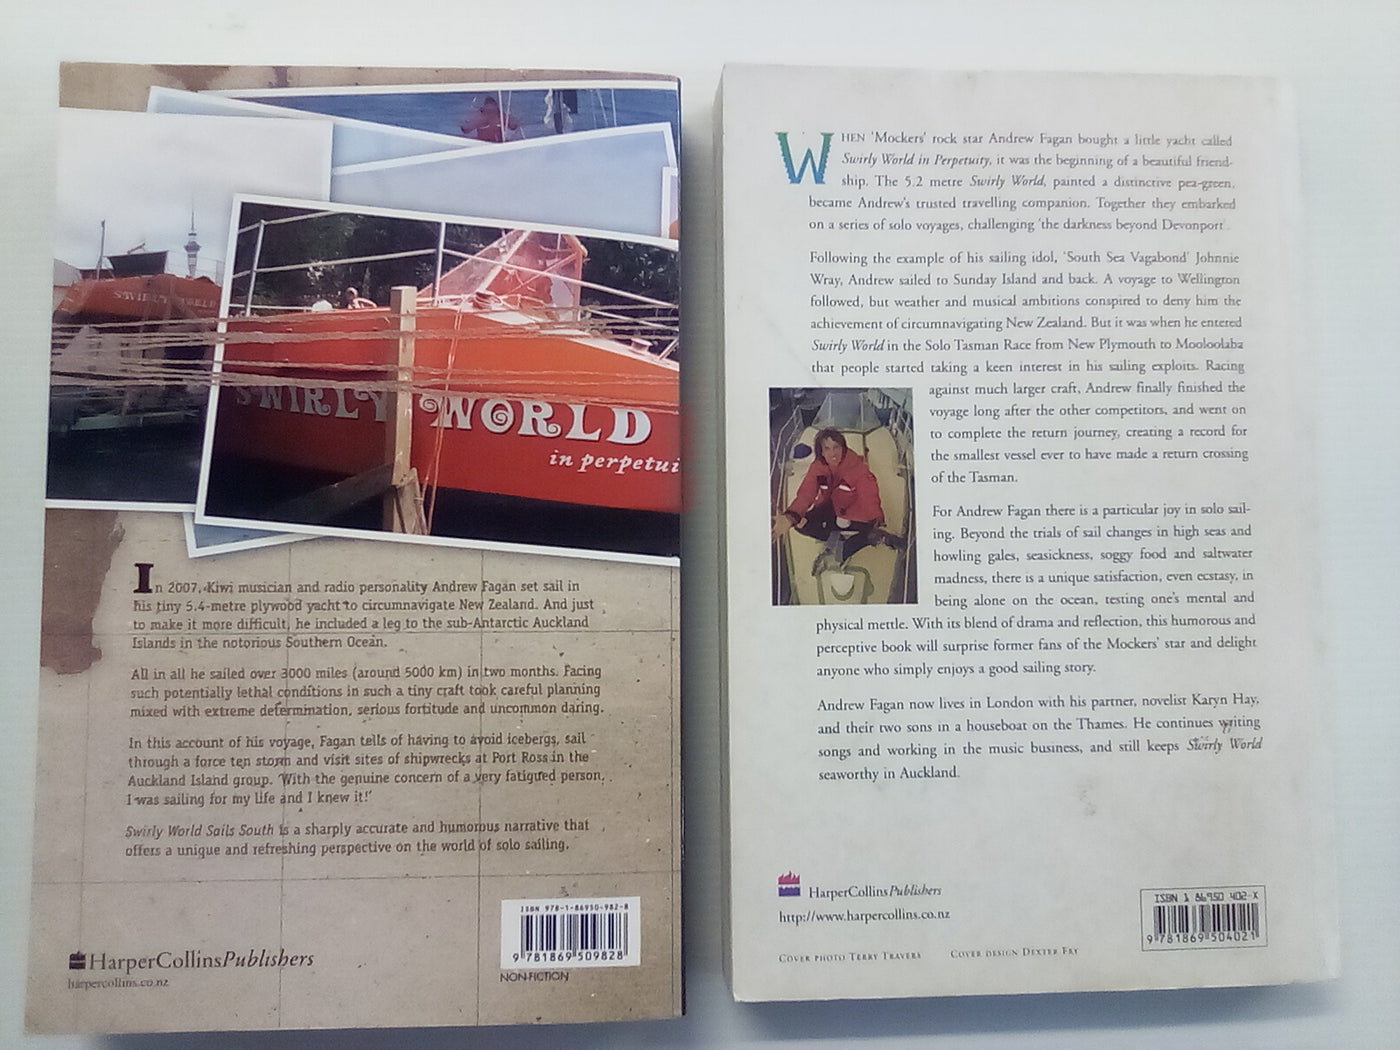 SWIRLY WORLD
SWIRLY WORLD
in perpetui
In 2007, Kiwi musician and radio personality Andrew Fagan set sail in
his tiny 5.4-metre plywood yacht to circumnavigate New Zealand. And just
to make it more difficult, he included a leg to the sub-Antarctic Auckland
Islands in the notorious Southern Ocean.
All in all he sailed over 3000 miles (around 5000 km) in two months. Facing
such potentially lethal conditions in such a tiny craft took careful planning
mixed with extreme determination, serious fortitude and uncommon daring.
In this account of his voyage, Fagan tells of having to avoid icebergs, sail
through a force ten storm and visit sites of shipwrecks at Port Ross in the
Auckland Island group. 'With the genuine concern of a very fatigued person,
I was sailing for my life and I knew it!'
Swirly World Sails South is a sharply accurate and humorous narrative that
offers a unique and refreshing perspective on the world of solo sailing.
HarperCollinsPublishers
harpercollins.co.nz
ISBN 978-1-86950-982-8
9 781869 509828
NON-FICTION
WHEN 'Mockers' rock star Andrew Fagan bought a little yacht called
Swirly World in Perpetuity, it was the beginning of a beautiful friend-
ship. The 5.2 metre Swirly World, painted a distinctive pea-green,
became Andrew's trusted travelling companion. Together they embarked
on a series of solo voyages, challenging 'the darkness beyond Devonport'.
Following the example of his sailing idol, 'South Sea Vagabond' Johnnie
Wray, Andrew sailed to Sunday Island and back. A voyage to Wellington
followed, but weather and musical ambitions conspired to deny him the
achievement of circumnavigating New Zealand. But it was when he entered
Swirly World in the Solo Tasman Race from New Plymouth to Mooloolaba
that people started taking a keen interest in his sailing exploits. Racing
against much larger craft, Andrew finally finished the
voyage long after the other competitors, and went on
to complete the return journey, creating a record for
the smallest vessel ever to have made a return crossing
of the Tasman.
For Andrew Fagan there is a particular joy in solo sail-
ing. Beyond the trials of sail changes in high seas and
howling gales, seasickness, soggy food and saltwater
madness, there is a unique satisfaction, even ecstasy, in
being alone on the ocean, testing one's mental and
physical mettle. With its blend of drama and reflection, this humorous and
perceptive book will surprise former fans of the Mockers' star and delight
anyone who simply enjoys a good sailing story.
Andrew Fagan now lives in London with his partner, novelist Karyn Hay,
and their two sons in a houseboat on the Thames. He continues writing
songs and working in the music business, and still keeps Swirly World
seaworthy in Auckland.
HarperCollinsPublishers
http://www.harpercollins.co.nz
COVER PHOTO TERRY TRAVERS COVER DESIGN DEXTER FRY
ISBN 1 86950 402-X
9 781869 504021